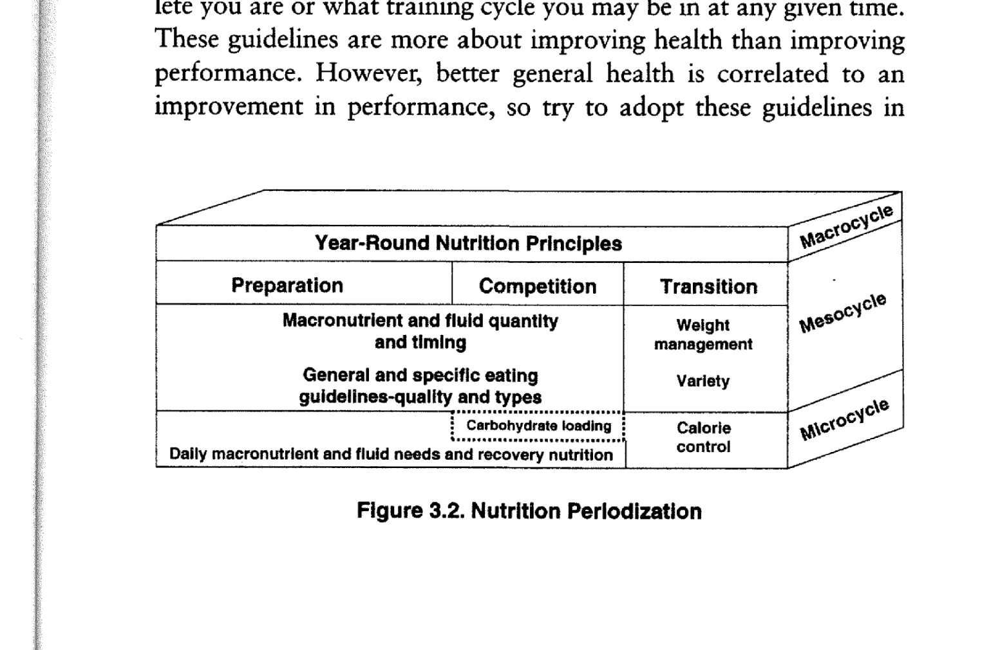 lete you are or what training cycle you may be in at any given time.
These guidelines are more about improving health than improving
performance. However, better general health is correlated to an
improvement in performance, so try to adopt these guidelines in
Macrocycle
Year-Round Nutrition Principles
Preparation
Competition
Transition
Mesocycle
Macronutrient and fluid quantity
and timing
Weight
management
General and specific eating
guidelines-quality and types
Variety
Microcycle
Carbohydrate loading
Calorie
control
Daily macronutrient and fluid needs and recovery nutrition
Figure 3.2. Nutrition Periodization